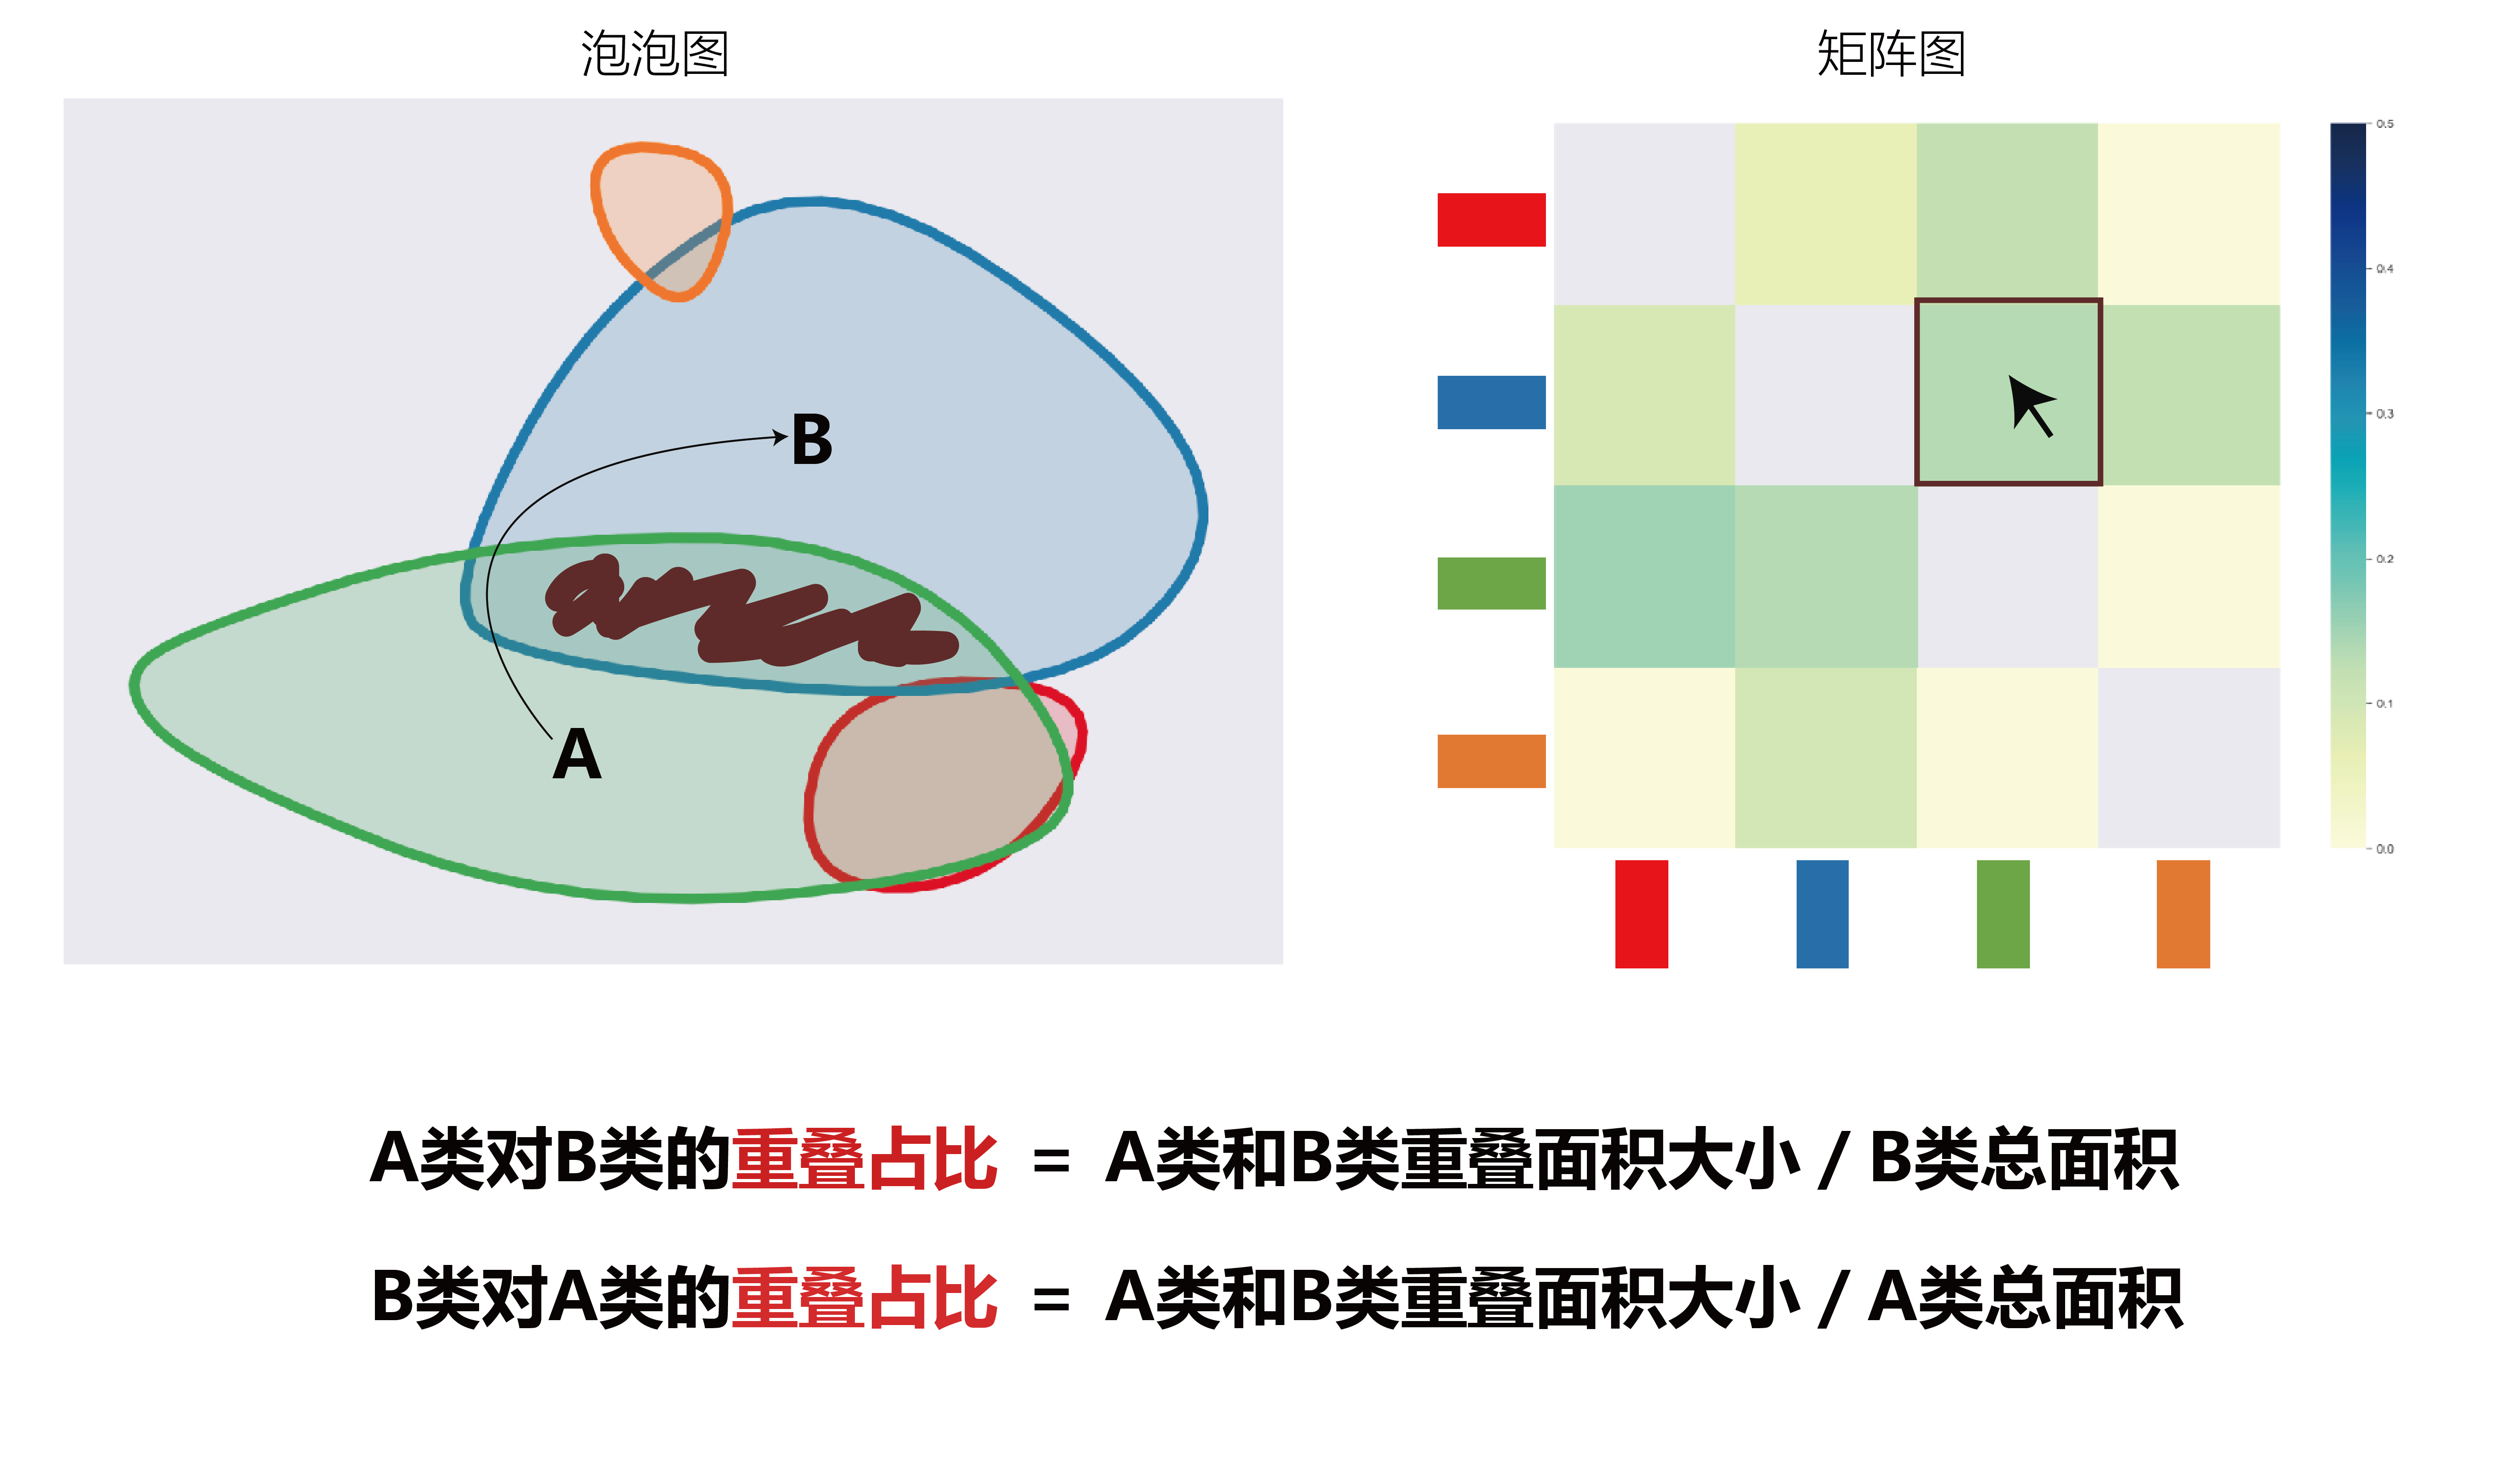 泡泡图
矩阵图
B
A
0.5
0.4
0.3
0.2
0.1
0.0
A类对B类的重叠占比 = A类和B类重叠面积大小 / B类总面积
B类对A类的重叠占比 = A类和B类重叠面积大小 / A类总面积